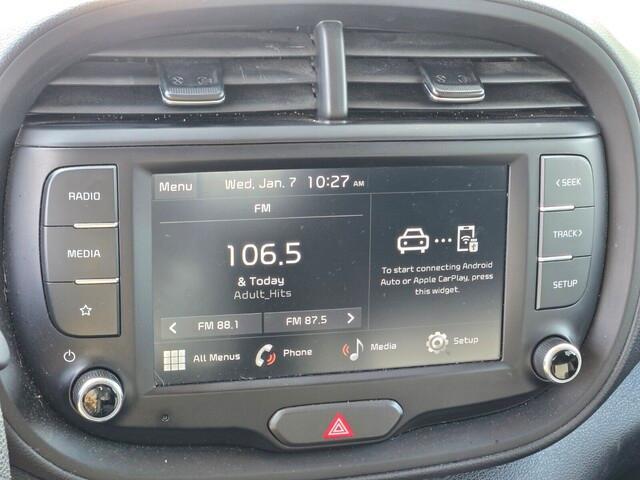 Menu Wed, Jan. 7 10:27 AM
FM
106.5
& Today
Adult_Hits
< FM 88.1
FM 87.5 >
To start connecting Android
Auto or Apple CarPlay, press
this widget.
All Menus
Phone
Media
Setup
RADIO
MEDIA
< SEEK
TRACK >
SETUP